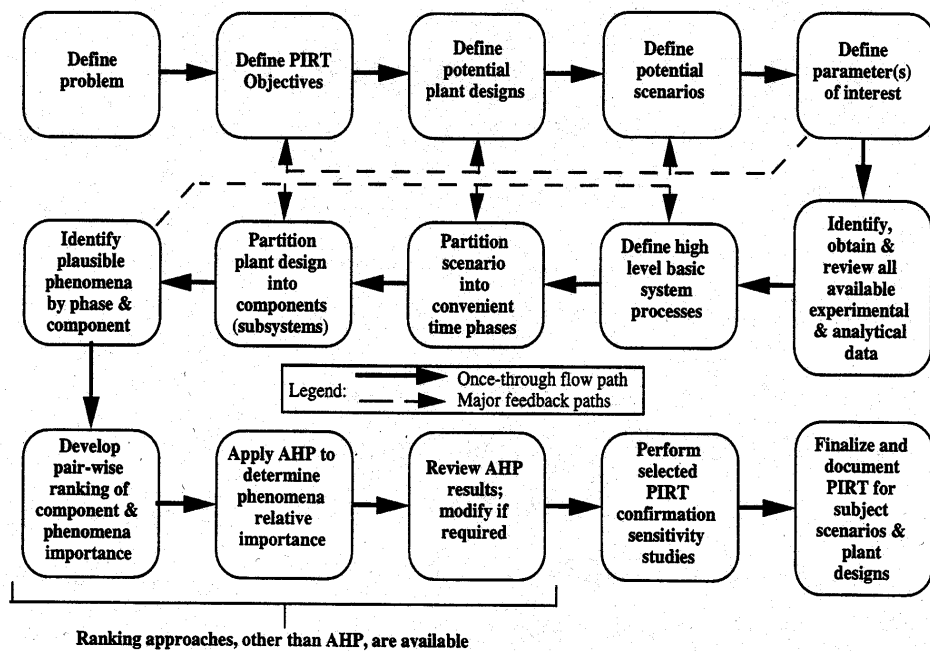 Define
problem
Define PIRT
Objectives
Define
potential
plant designs
Define
potential
scenarios
Define
parameter(s)
of interest
Identify
plausible
phenomena
by phase &
component
Partition
plant design
into
components
(subsystems)
Partition
scenario
into
convenient
time phases
Define high
level basic
system
processes
Identify,
obtain &
review all
available
experimental
& analytical
data
Legend:
Once-through flow path
Major feedback paths
Develop
pair-wise
ranking of
component &
phenomena
importance
Apply AHP to
determine
phenomena
relative
importance
Review AHP
results;
modify if
required
Perform
selected
PIRT
confirmation
sensitivity
studies
Finalize and
document
PIRT for
subject
scenarios &
plant
designs
Ranking approaches, other than AHP, are available